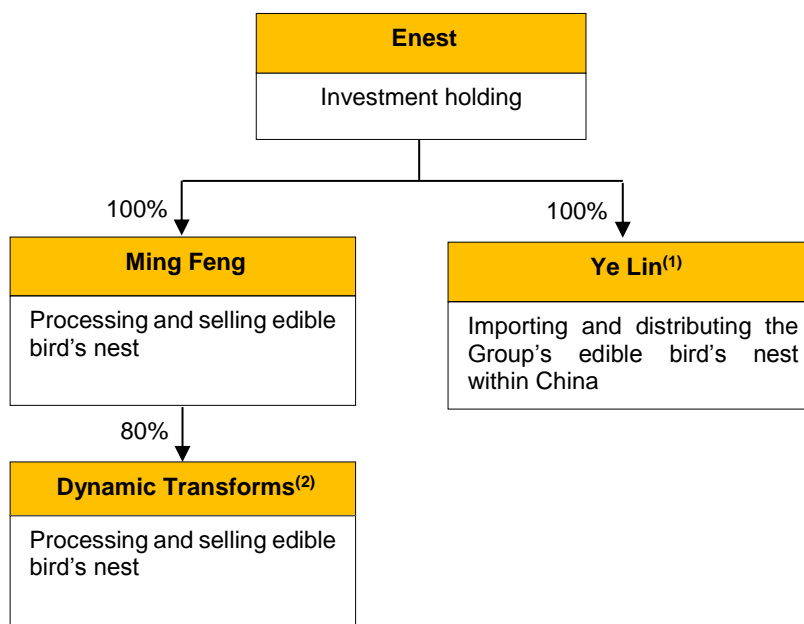 Enest
Investment holding
100%
100%
Ming Feng
Processing and selling edible
bird’s nest
Ye Lin(1)
Importing and distributing the
Group’s edible bird’s nest
within China
80%
Dynamic Transforms(2)
Processing and selling edible
bird’s nest